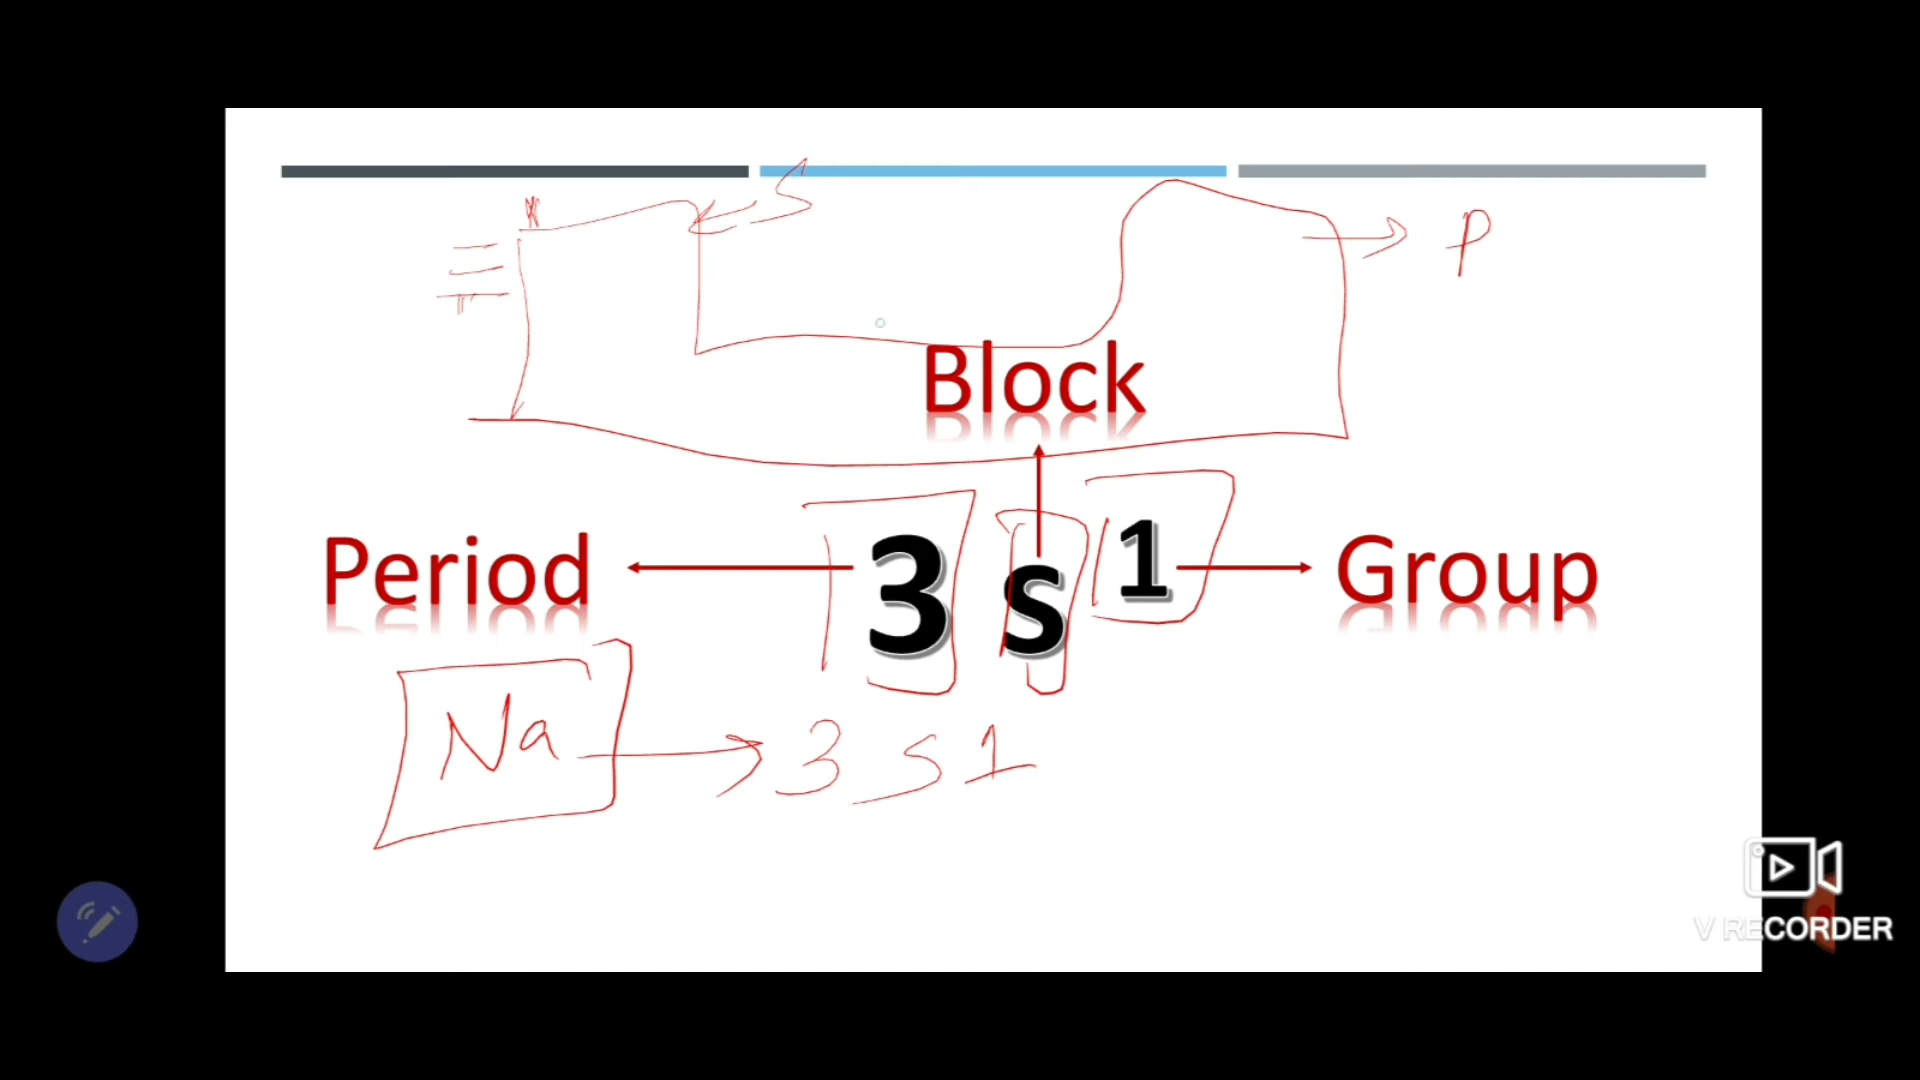 S
P
Block
Period 3 s 1 Group
Na 3 s 1
V RECORDER